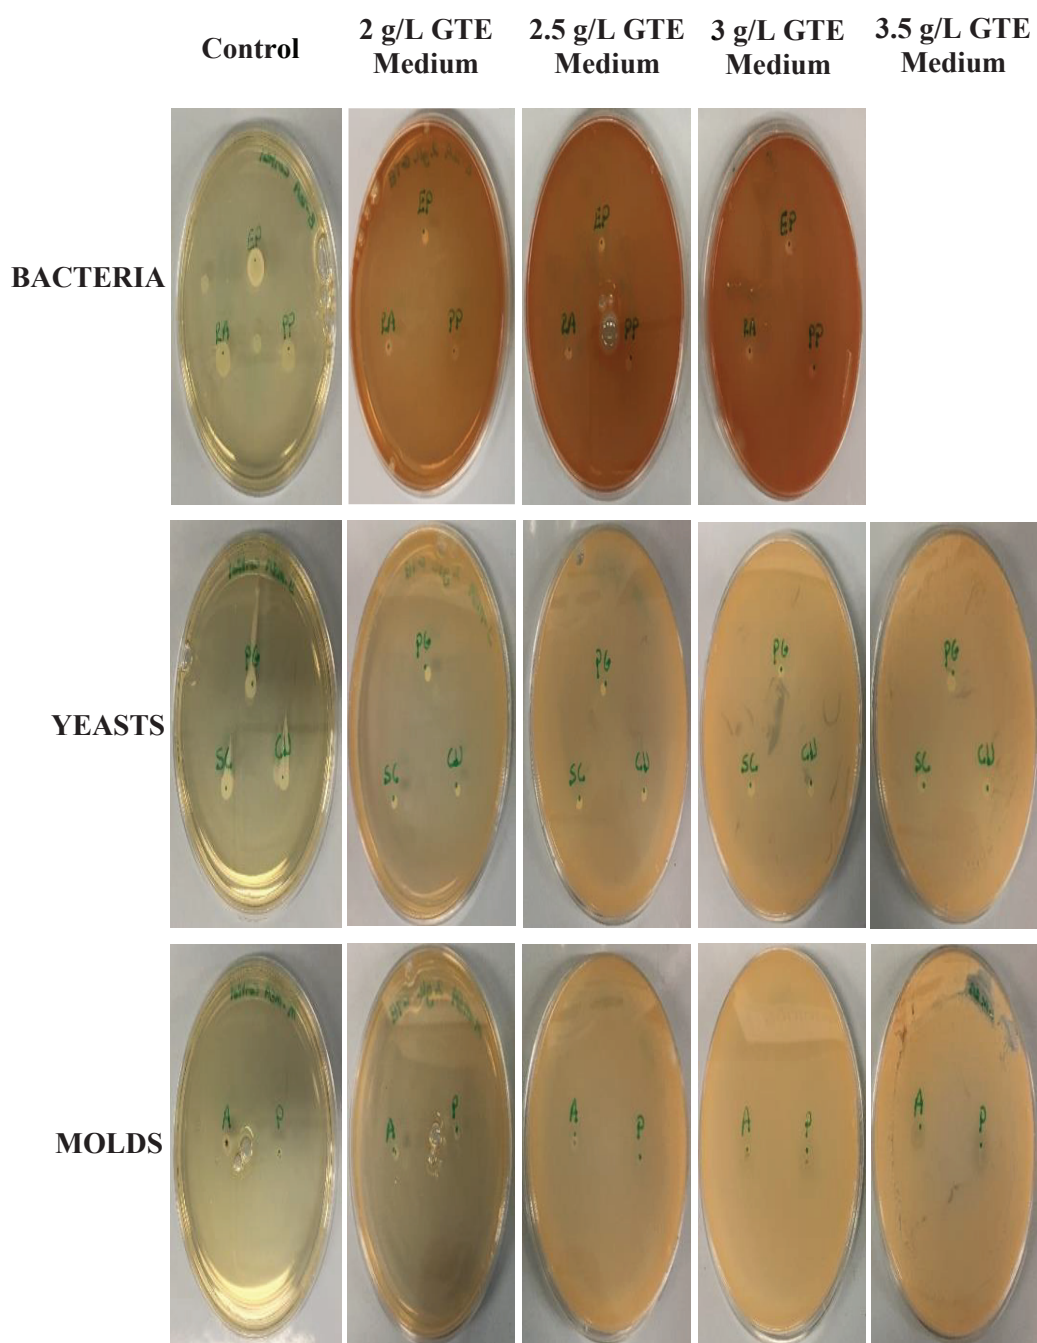 Control
2 g/L GTE
Medium
2.5 g/L GTE
Medium
3 g/L GTE
Medium
3.5 g/L GTE
Medium
BACTERIA
EP
RA PP
EP
RA PP
EP
RA PP
EP
RA PP
YEASTS
PG
SC CU
PG
SC CU
PG
SC CU
PG
SC CU
PG
SC CU
MOLDS
A P
A P
A P
A P
A P